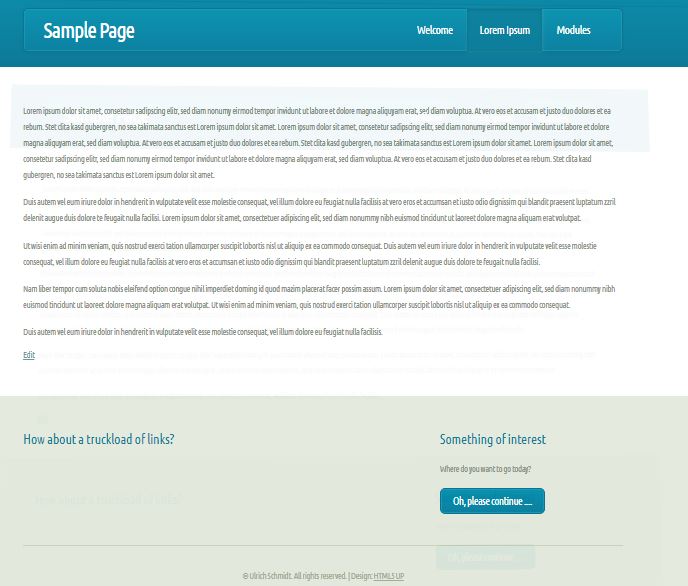 Sample Page
Welcome
Lorem Ipsum
Modules
Lorem ipsum dolor sit amet, consetetur sadipscing elitr, sed diam nonumy eirmod tempor invidunt ut labore et dolore magna aliquyam erat, sed diam voluptua. At vero eos et accusam et justo duo dolores et ea
rebum. Stet clita kasd gubergren, no sea takimata sanctus est Lorem ipsum dolor sit amet. Lorem ipsum dolor sit amet, consetetur sadipscing elitr, sed diam nonumy eirmod tempor invidunt ut labore et dolore
magna aliquyam erat, sed diam voluptua. At vero eos et accusam et justo duo dolores et ea rebum. Stet clita kasd gubergren, no sea takimata sanctus est Lorem ipsum dolor sit amet. Lorem ipsum dolor sit amet,
consetetur sadipscing elitr, sed diam nonumy eirmod tempor invidunt ut labore et dolore magna aliquyam erat, sed diam voluptua. At vero eos et accusam et justo duo dolores et ea rebum. Stet clita kasd
gubergren, no sea takimata sanctus est Lorem ipsum dolor sit amet.
Duis autem vel eum iriure dolor in hendrerit in vulputate velit esse molestie consequat, vel illum dolore eu feugiat nulla facilisis at vero eros et accumsan et iusto odio dignissim qui blandit praesent luptatum zzril
delenit augue duis dolore te feugait nulla facilisi. Lorem ipsum dolor sit amet, consectetuer adipiscing elit, sed diam nonummy nibh euismod tincidunt ut laoreet dolore magna aliquam erat volutpat.
Ut wisi enim ad minim veniam, quis nostrud exerci tation ullamcorper suscipit lobortis nisl ut aliquip ex ea commodo consequat. Duis autem vel eum iriure dolor in hendrerit in vulputate velit esse molestie
consequat, vel illum dolore eu feugiat nulla facilisis at vero eros et accumsan et iusto odio dignissim qui blandit praesent luptatum zzril delenit augue duis dolore te feugait nulla facilisi.
Nam liber tempor cum soluta nobis eleifend option congue nihil imperdiet doming id quod mazim placerat facer possim assum. Lorem ipsum dolor sit amet, consectetuer adipiscing elit, sed diam nonummy nibh
euismod tincidunt ut laoreet dolore magna aliquam erat volutpat. Ut wisi enim ad minim veniam, quis nostrud exerci tation ullamcorper suscipit lobortis nisl ut aliquip ex ea commodo consequat.
Duis autem vel eum iriure dolor in hendrerit in vulputate velit esse molestie consequat, vel illum dolore eu feugiat nulla facilisis.
Edit
How about a truckload of links?
Something of interest
Where do you want to go today?
Oh, please continue ....
How about a truckload of links?
Oh, please continue ....
© Ulrich Schmidt. All rights reserved. | Design: HTML5 UP